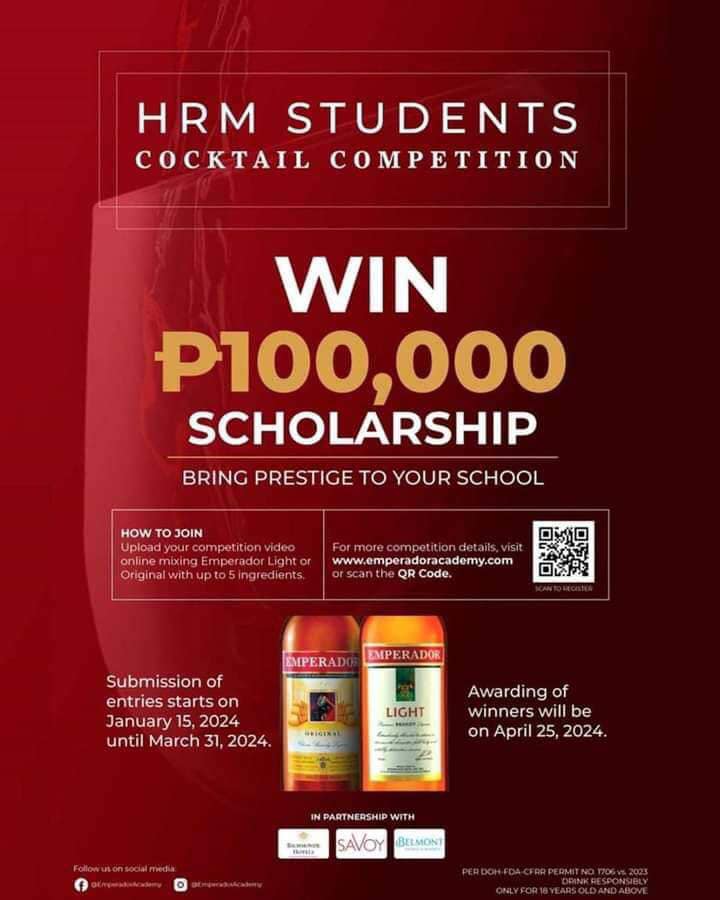 HRM STUDENTS
COCKTAIL COMPETITION
WIN
₱100,000
SCHOLARSHIP
BRING PRESTIGE TO YOUR SCHOOL
HOW TO JOIN
Upload your competition video
online mixing Emperador Light or
Original with up to 5 ingredients.
For more competition details, visit
www.emperadoracademy.com
or scan the QR Code.
SCAN TO REGISTER
Submission of
entries starts on
January 15, 2024
until March 31, 2024.
EMPERADOR
ORIGINAL
EMPERADOR
LIGHT
BRANDY
Awarding of
winners will be
on April 25, 2024.
IN PARTNERSHIP WITH
RICHMONDE
HOTELS
SAVOY
BELMONT
Follow us on social media:
@EmperadorAcademy @EmperadorAcademy
PER DOH-FDA-CFRR PERMIT NO. 1706 vs. 2023
DRINK RESPONSIBLY
ONLY FOR 18 YEARS OLD AND ABOVE